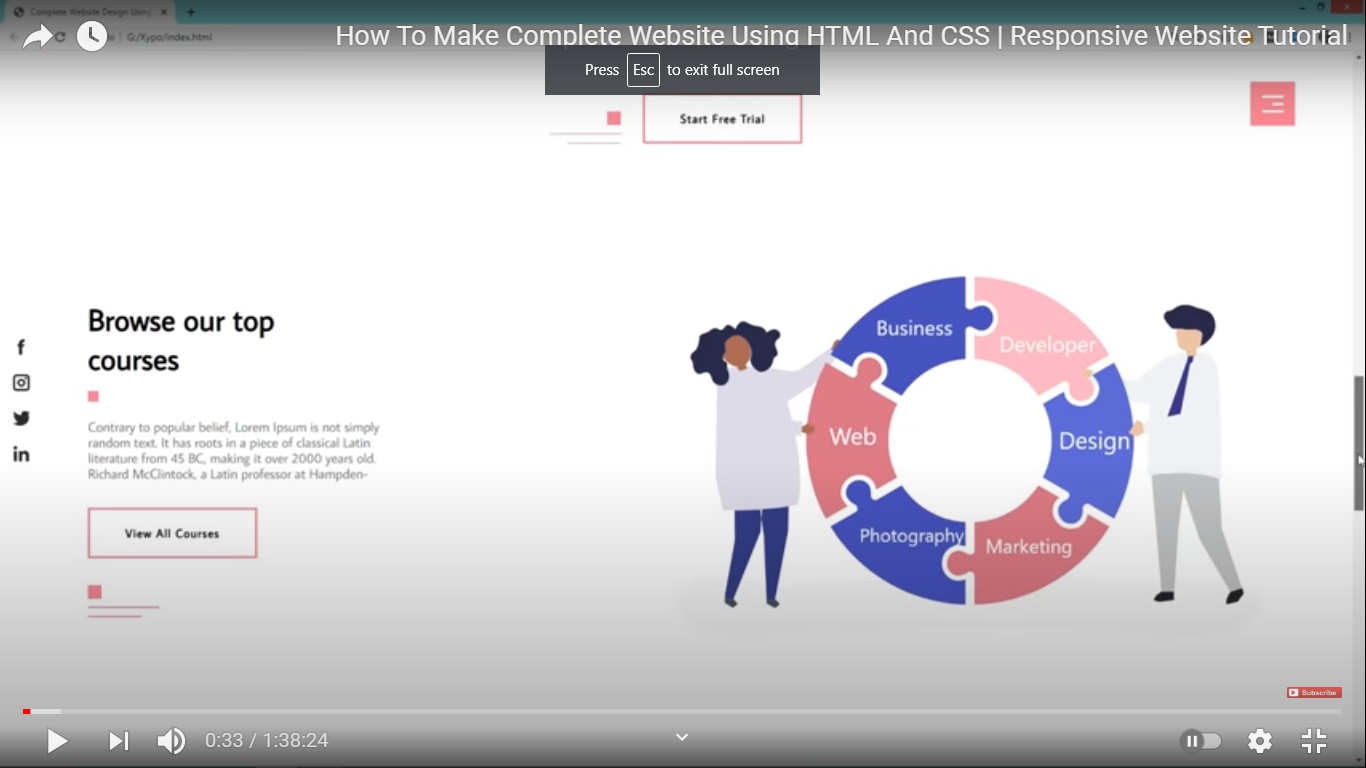 Complete Website Design Using
G:/Xypo/index.html
How To Make Complete Website Using HTML And CSS | Responsive Website Tutorial
Press Esc to exit full screen
Start Free Trial
Browse our top
courses
Contrary to popular belief, Lorem Ipsum is not simply
random text. It has roots in a piece of classical Latin
literature from 45 BC, making it over 2000 years old.
Richard McClintock, a Latin professor at Hampden-
View All Courses
f
in
Business
Developer
Web
Design
Photography
Marketing
Subscribe
0:33 / 1:38:24